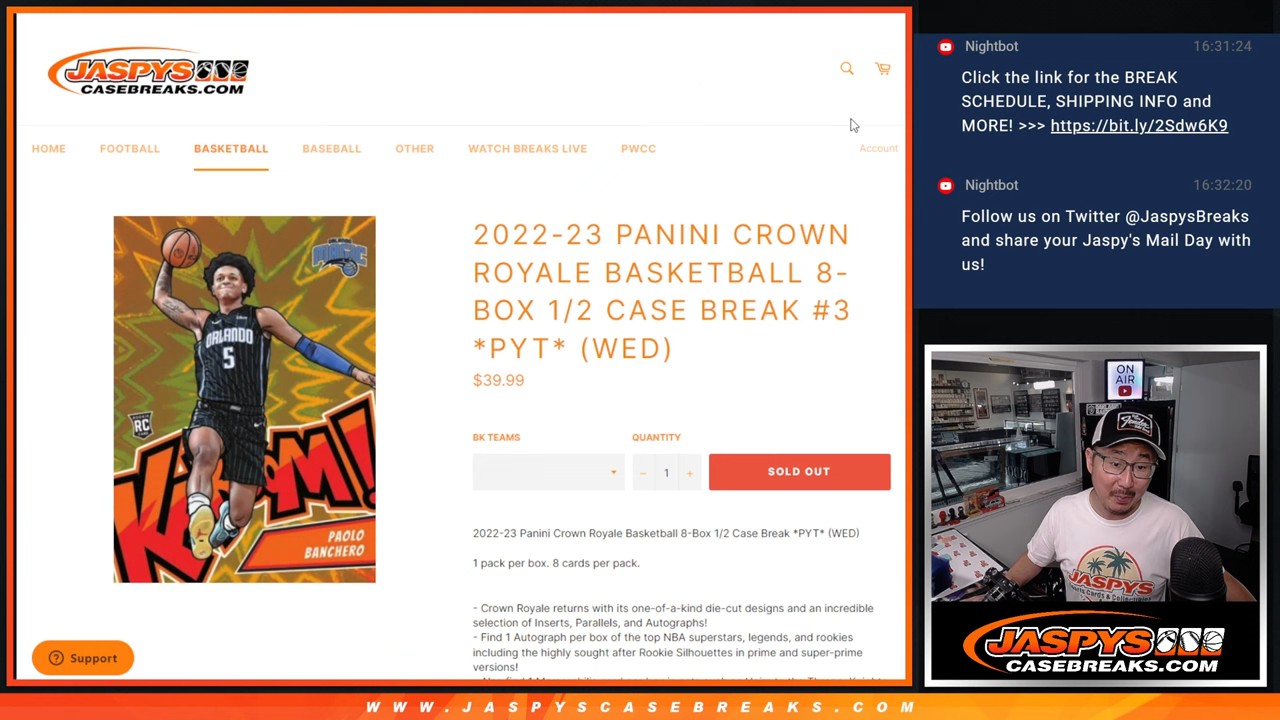 JASPYS
CASEBREAKS.COM
HOME FOOTBALL BASKETBALL BASEBALL OTHER WATCH BREAKS LIVE PWCC Account
ORLANDO
5
RC
KABOOM!
PAOLO
BANCHERO
2022-23 PANINI CROWN
ROYALE BASKETBALL 8-
BOX 1/2 CASE BREAK #3
*PYT* (WED)
$39.99
BK TEAMS QUANTITY
− 1 + SOLD OUT
2022-23 Panini Crown Royale Basketball 8-Box 1/2 Case Break *PYT* (WED)
1 pack per box. 8 cards per pack.
- Crown Royale returns with its one-of-a-kind die-cut designs and an incredible
selection of Inserts, Parallels, and Autographs!
- Find 1 Autograph per box of the top NBA superstars, legends, and rookies
including the highly sought after Rookie Silhouettes in prime and super-prime
versions!
Support
Nightbot 16:31:24
Click the link for the BREAK
SCHEDULE, SHIPPING INFO and
MORE! >>> https://bit.ly/2Sdw6K9
Nightbot 16:32:20
Follow us on Twitter @JaspysBreaks
and share your Jaspy's Mail Day with
us!
ON
AIR
Fender
JASPYS
JASPYS
CASEBREAKS.COM
WWW.JASPYSCASEBREAKS.COM